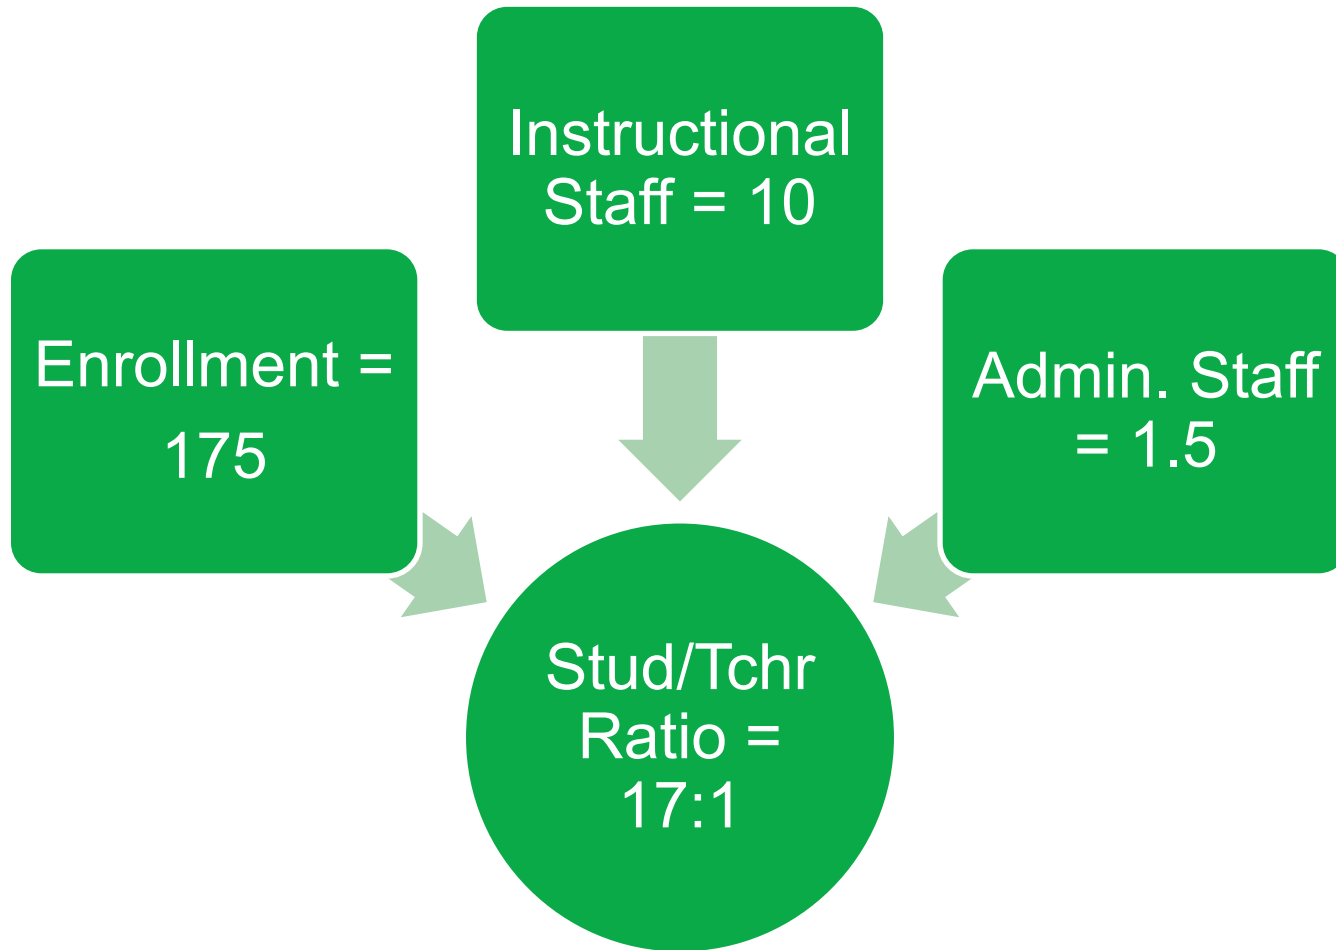 Instructional
Staff = 10
Enrollment =
175
Admin. Staff
= 1.5
Stud/Tchr
Ratio =
17:1